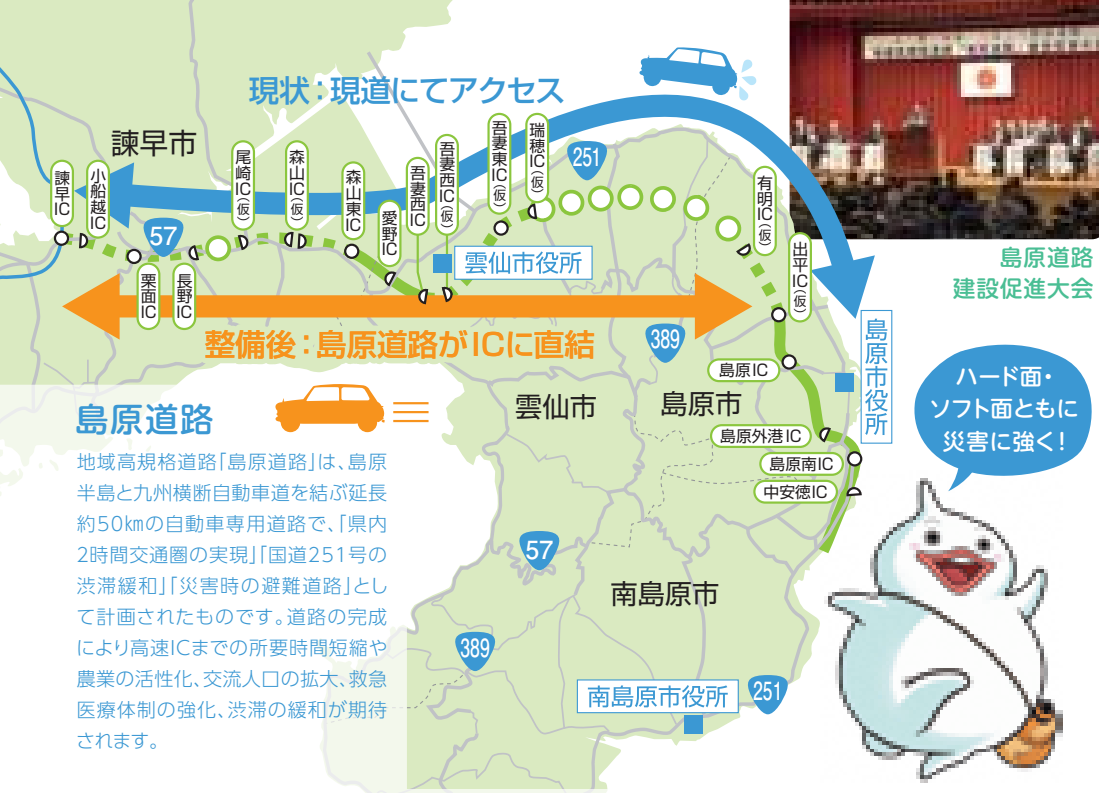 現状：現道にてアクセス
諫早市
諫早IC
小船越IC
57
栗面IC
長野IC
尾崎IC（仮）
森山IC（仮）
森山東IC
愛野IC
吾妻西IC
吾妻西IC（仮）
吾妻東IC（仮）
瑞穂IC（仮）
251
有明IC（仮）
出平IC（仮）
雲仙市役所
整備後：島原道路がICに直結
389
島原IC
島原市役所
雲仙市
島原市
島原外港IC
島原南IC
中安徳IC
57
南島原市
389
南島原市役所
251
島原道路
建設促進大会
ハード面・
ソフト面ともに
災害に強く！
島原道路
地域高規格道路｢島原道路｣は、島原
半島と九州横断自動車道を結ぶ延長
約50㎞の自動車専用道路で、｢県内
2時間交通圏の実現｣｢国道251号の
渋滞緩和｣｢災害時の避難道路｣とし
て計画されたものです。道路の完成
により高速ICまでの所要時間短縮や
農業の活性化、交流人口の拡大、救急
医療体制の強化、渋滞の緩和が期待
されます。